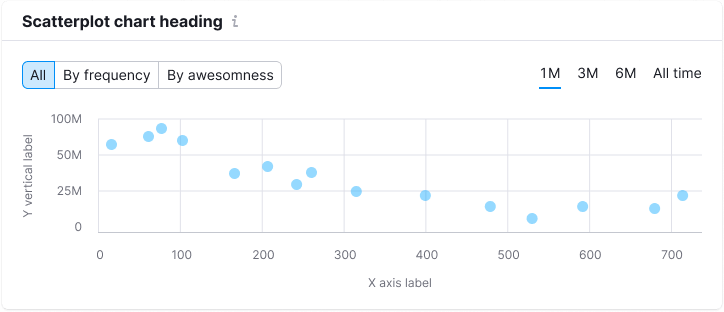 Scatterplot chart heading i
All By frequency By awesomness
1M 3M 6M All time
Y vertical label
100M
50M
25M
0
0 100 200 300 400 500 600 700
X axis label